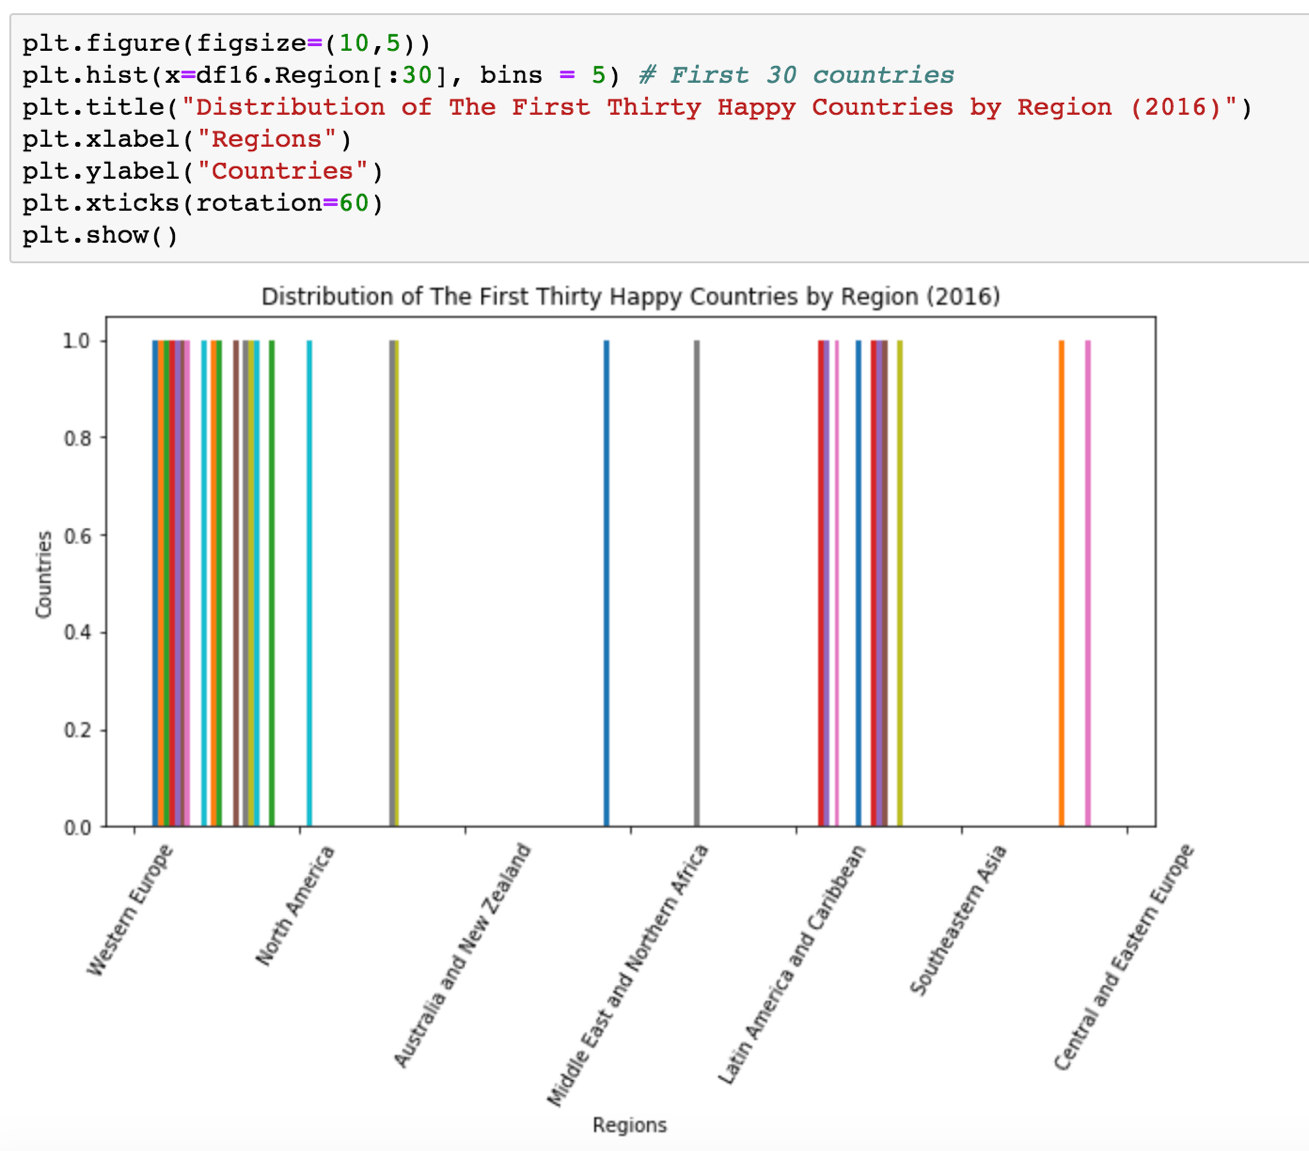 plt.figure(figsize=(10,5))
plt.hist(x=df16.Region[:30], bins = 5) # First 30 countries
plt.title("Distribution of The First Thirty Happy Countries by Region (2016)")
plt.xlabel("Regions")
plt.ylabel("Countries")
plt.xticks(rotation=60)
plt.show()
Distribution of The First Thirty Happy Countries by Region (2016)
1.0
0.8
0.6
0.4
0.2
0.0
Countries
Western Europe
North America
Australia and New Zealand
Middle East and Northern Africa
Latin America and Caribbean
Southeastern Asia
Central and Eastern Europe
Regions